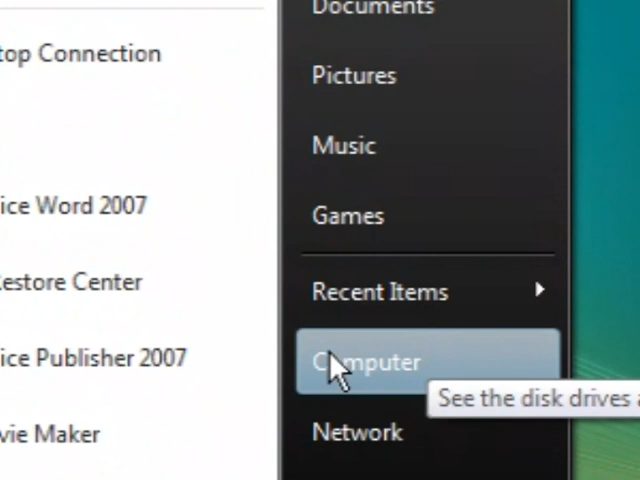 top Connection
ice Word 2007
Restore Center
ice Publisher 2007
vie Maker
Documents
Pictures
Music
Games
Recent Items
Computer
See the disk drives
Network